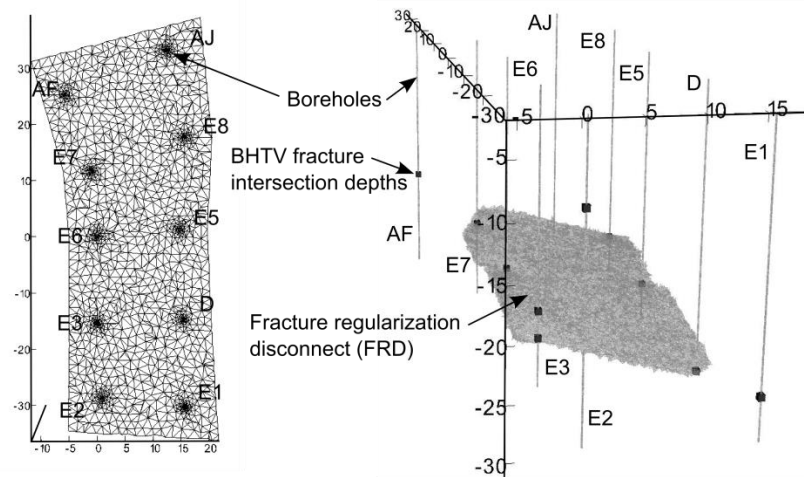 AJ
30
AF
E8
20
E7
10
E6
E5
0
E3
D
-10
-20
E2
E1
-30
-10 -5 0 5 10 15 20
Boreholes
BHTV fracture
intersection depths
Fracture regularization
disconnect (FRD)
30
20
10
0
-10
-20
-30
AJ
E8
E6
E5
D
-5 0 5 10 15
E1
-5
AF
-10
E7
-15
-20
E3
-25
E2
-30